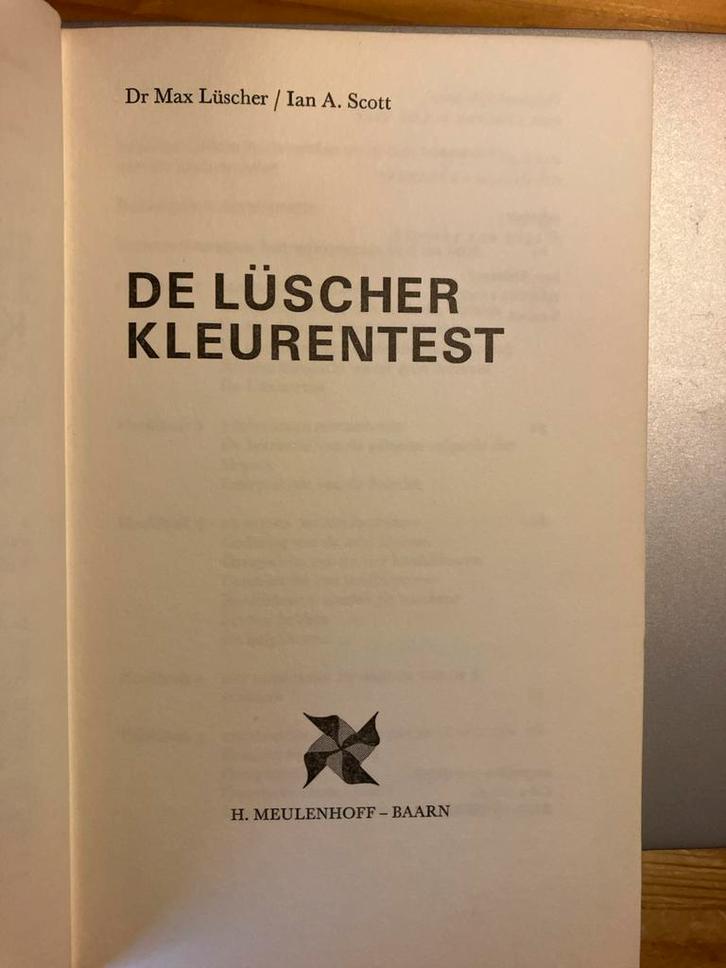 Dr Max Lüscher / Ian A. Scott
DE LÜSCHER
KLEURENTEST
H. MEULENHOFF – BAARN